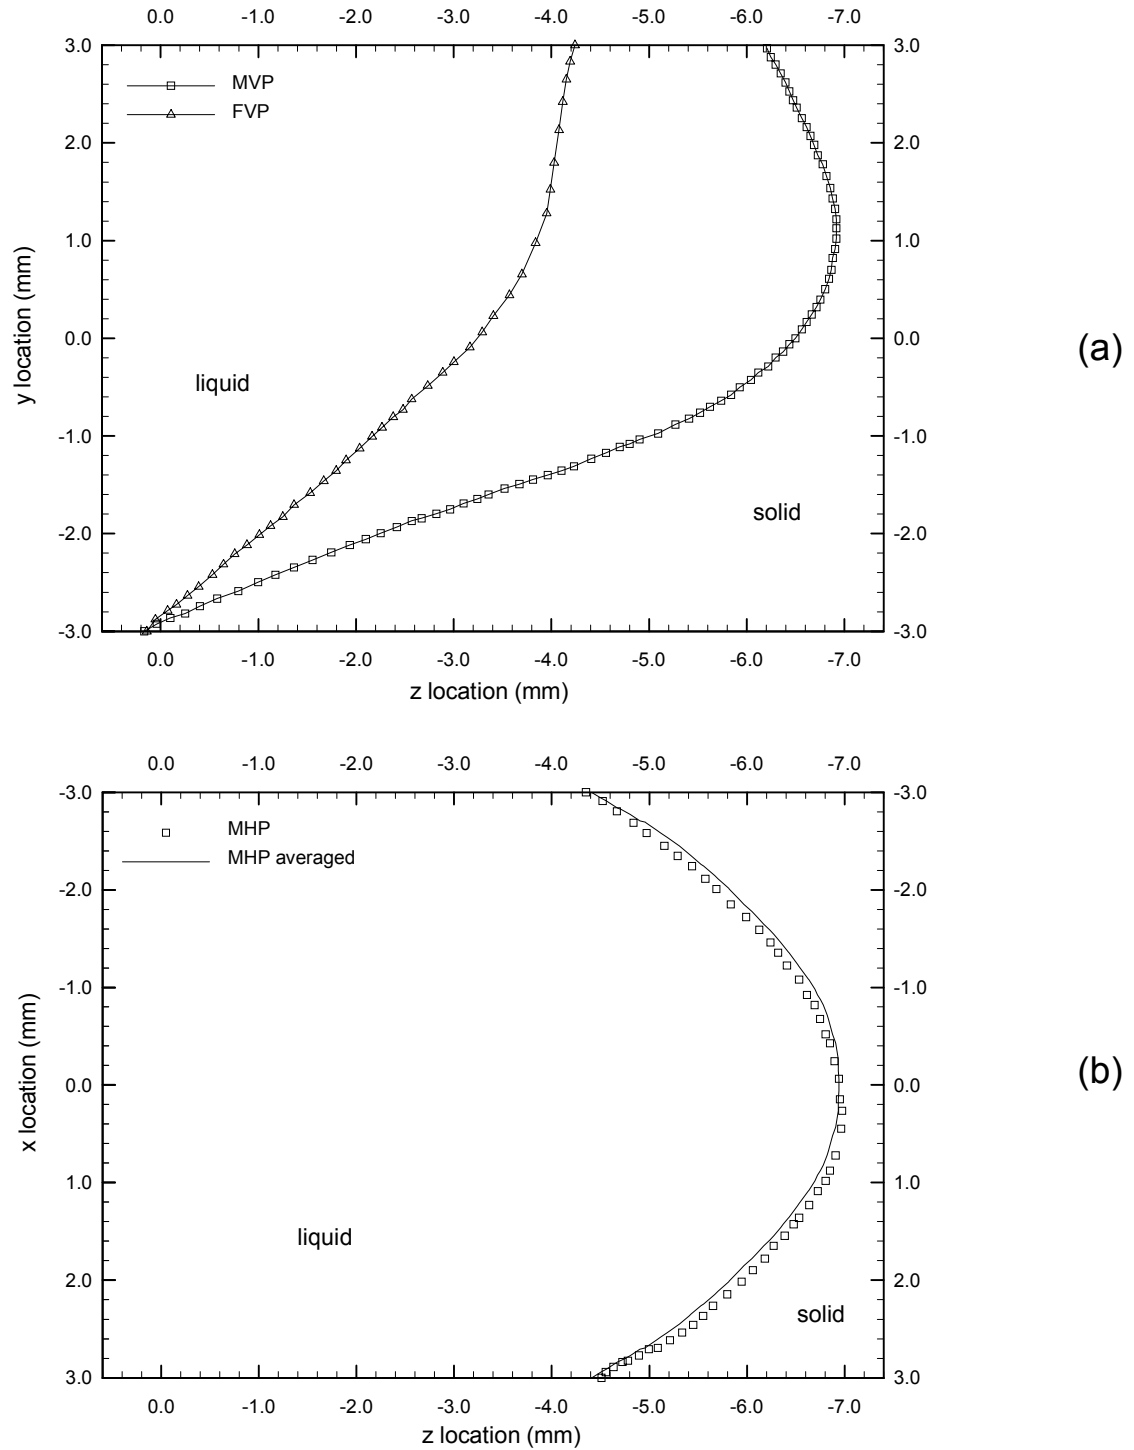 0.0 -1.0 -2.0 -3.0 -4.0 -5.0 -6.0 -7.0
3.0 3.0
MVP
FVP
2.0 2.0
1.0 1.0
y location (mm)
0.0 0.0
(a)
liquid
-1.0 -1.0
solid
-2.0 -2.0
-3.0 -3.0
0.0 -1.0 -2.0 -3.0 -4.0 -5.0 -6.0 -7.0
z location (mm)
0.0 -1.0 -2.0 -3.0 -4.0 -5.0 -6.0 -7.0
-3.0 -3.0
MHP
MHP averaged
-2.0 -2.0
-1.0 -1.0
x location (mm)
0.0 0.0
(b)
1.0 1.0
liquid
2.0 2.0
solid
3.0 3.0
0.0 -1.0 -2.0 -3.0 -4.0 -5.0 -6.0 -7.0
z location (mm)